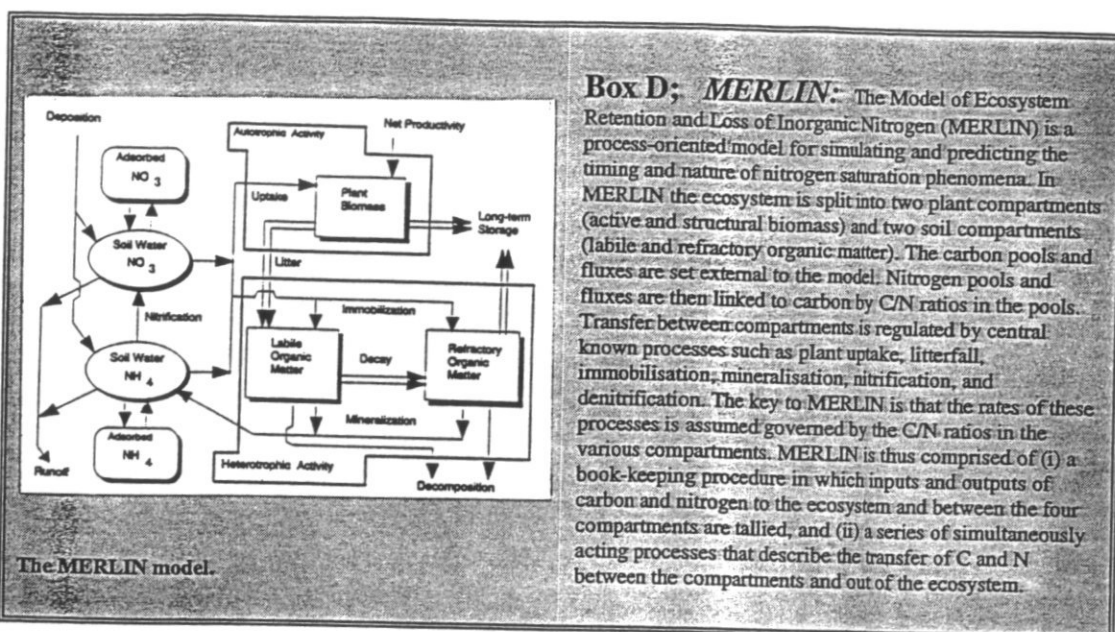 Deposition
Adsorbed
NO 3
Soil Water
NO 3
Nitrification
Soil Water
NH 4
Adsorbed
NH 4
Runoff
Autotrophic Activity
Net Productivity
Uptake
Plant
Biomass
Long-term
Storage
Litter
Immobilization
Labile
Organic
Matter
Decay
Refractory
Organic
Matter
Mineralization
Heterotrophic Activity
Decomposition
The MERLIN model.
Box D; MERLIN: The Model of Ecosystem
Retention and Loss of Inorganic Nitrogen (MERLIN) is a
process-oriented model for simulating and predicting the
timing and nature of nitrogen saturation phenomena. In
MERLIN the ecosystem is split into two plant compartments
(active and structural biomass) and two soil compartments
(labile and refractory organic matter). The carbon pools and
fluxes are set external to the model. Nitrogen pools and
fluxes are then linked to carbon by C/N ratios in the pools.
Transfer between compartments is regulated by central
known processes such as plant uptake, litterfall,
immobilisation, mineralisation, nitrification, and
denitrification. The key to MERLIN is that the rates of these
processes is assumed governed by the C/N ratios in the
various compartments. MERLIN is thus comprised of (i) a
book-keeping procedure in which inputs and outputs of
carbon and nitrogen to the ecosystem and between the four
compartments are tallied, and (ii) a series of simultaneously
acting processes that describe the transfer of C and N
between the compartments and out of the ecosystem.